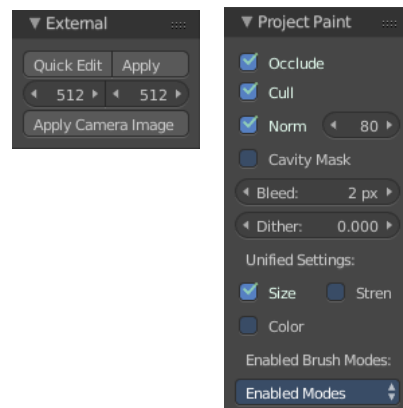 External
Quick Edit Apply
512 512
Apply Camera Image
Project Paint
Occlude
Cull
Norm 80
Cavity Mask
Bleed: 2 px
Dither: 0.000
Unified Settings:
Size Stren
Color
Enabled Brush Modes:
Enabled Modes